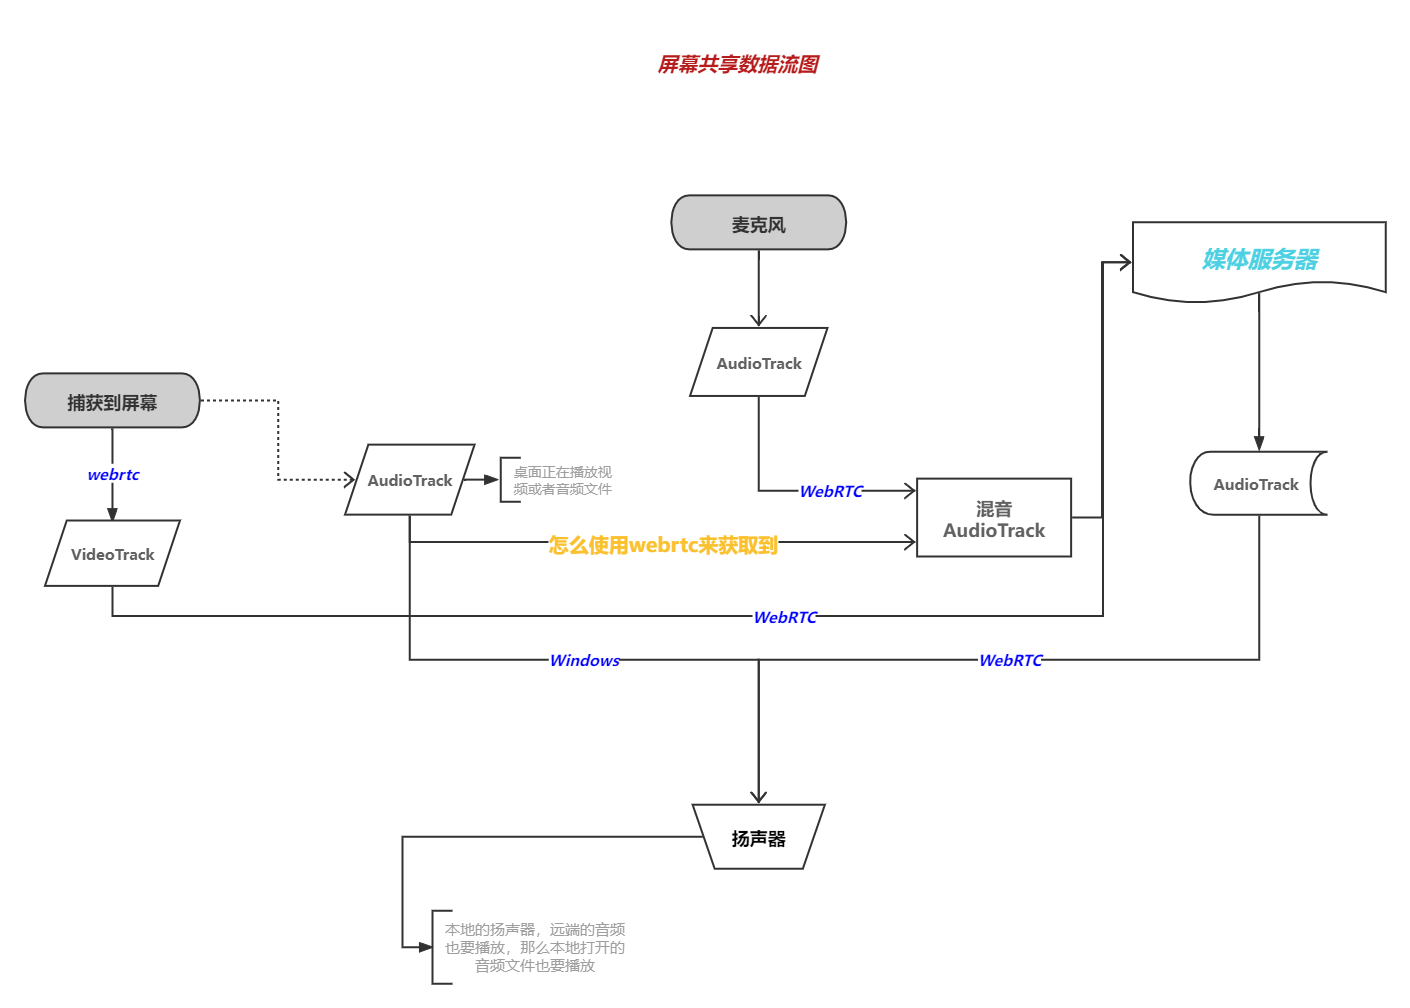 屏幕共享数据流图
麦克风
媒体服务器
AudioTrack
捕获到屏幕
webrtc
AudioTrack
桌面正在播放视
频或者音频文件
WebRTC
AudioTrack
混音
AudioTrack
怎么使用webrtc来获取到
VideoTrack
WebRTC
Windows
WebRTC
扬声器
本地的扬声器，远端的音频
也要播放，那么本地打开的
音频文件也要播放